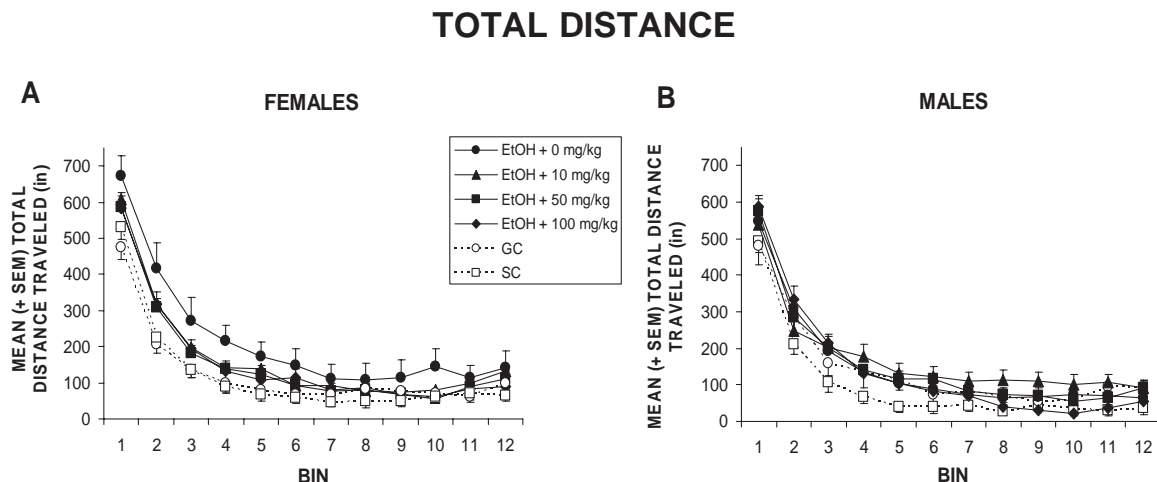 TOTAL DISTANCE
A
FEMALES
MEAN (+ SEM) TOTAL
DISTANCE TRAVELED (in)
700
600
500
400
300
200
100
0
1 2 3 4 5 6 7 8 9 10 11 12
BIN
EtOH + 0 mg/kg
EtOH + 10 mg/kg
EtOH + 50 mg/kg
EtOH + 100 mg/kg
GC
SC
B
MALES
MEAN (+ SEM) TOTAL DISTANCE
TRAVELED (in)
700
600
500
400
300
200
100
0
1 2 3 4 5 6 7 8 9 10 11 12
BIN